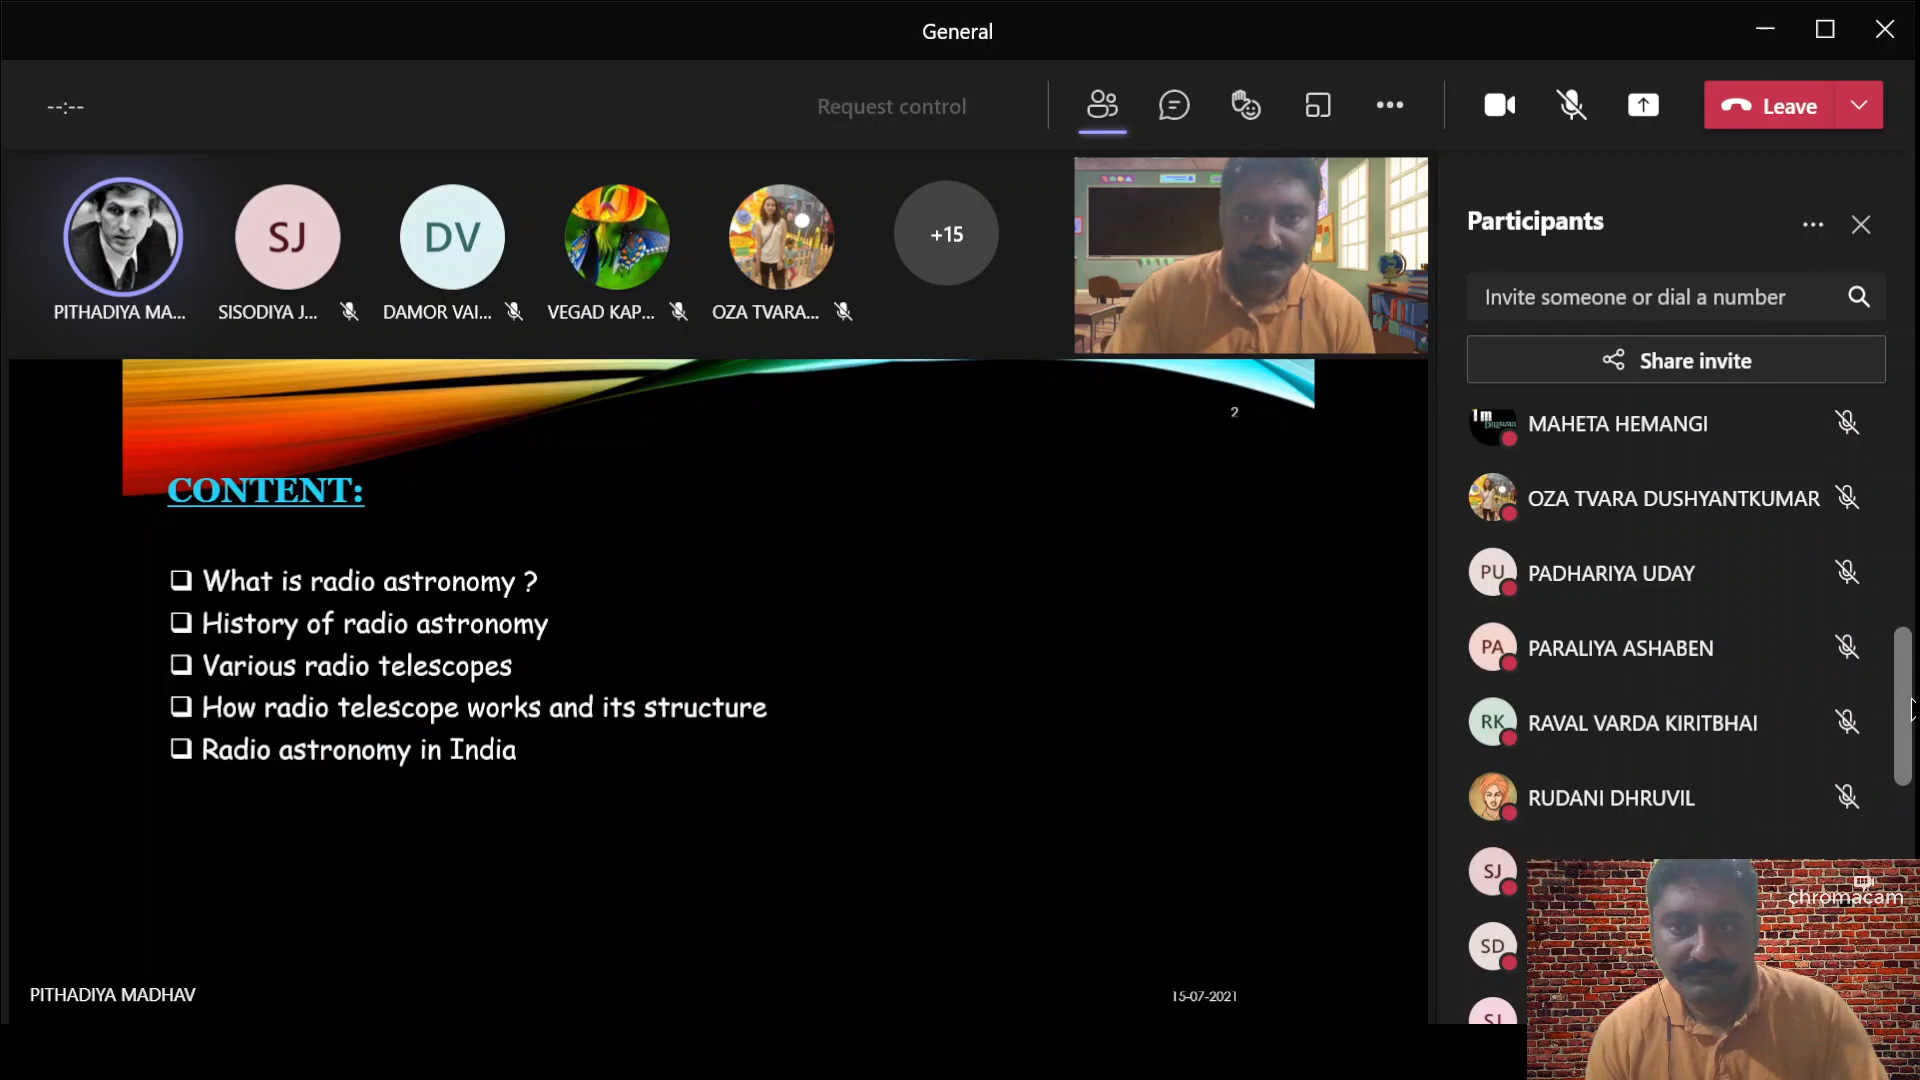 General
--:--
Request control
Leave
SJ
DV
+15
PITHADIYA MA...
SISODIYA J...
DAMOR VAI...
VEGAD KAP...
OZA TVARA...
Participants
Invite someone or dial a number
Share invite
MAHETA HEMANGI
OZA TVARA DUSHYANTKUMAR
PU PADHARIYA UDAY
PA PARALIYA ASHABEN
RK RAVAL VARDA KIRITBHAI
RUDANI DHRUVIL
SJ
SD
SJ
chromacam
2
CONTENT:
What is radio astronomy ?
History of radio astronomy
Various radio telescopes
How radio telescope works and its structure
Radio astronomy in India
PITHADIYA MADHAV
15-07-2021